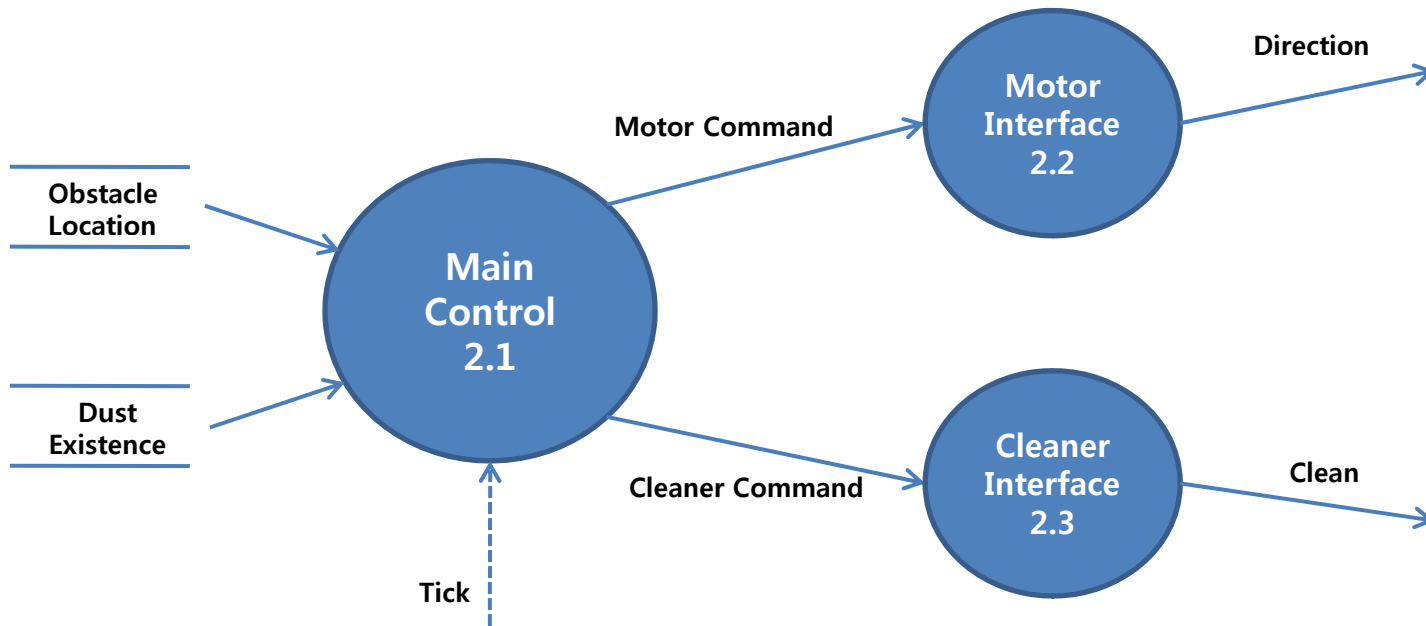 Direction
Motor
Interface
2.2
Motor Command
Obstacle
Location
Main
Control
2.1
Dust
Existence
Cleaner
Interface
2.3
Cleaner Command
Clean
Tick